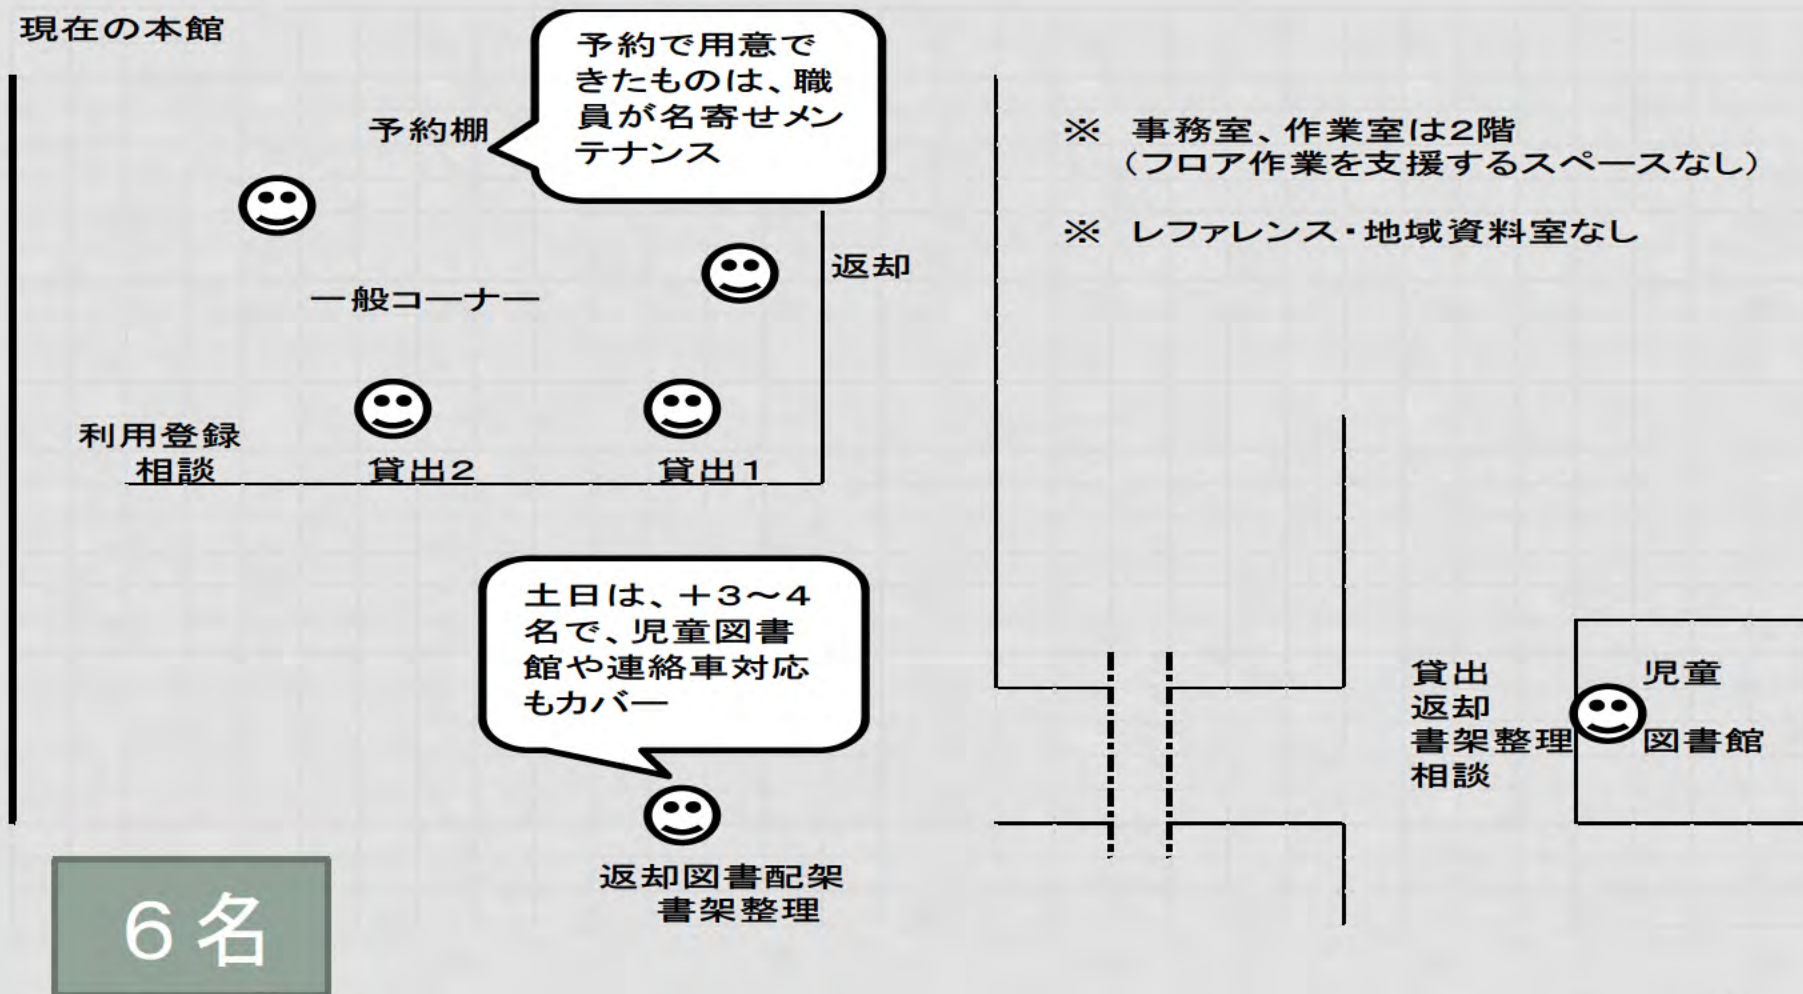 現在の本館
予約で用意で
きたものは、職
員が名寄せメン
テナンス
予約棚
※ 事務室、作業室は2階
（フロア作業を支援するスペースなし）
※ レファレンス・地域資料室なし
返却
一般コーナー
利用登録
相談
貸出2
貸出1
土日は、＋3～4
名で、児童図書
館や連絡車対応
もカバー
貸出
返却
書架整理
相談
児童
図書館
返却図書配架
書架整理
6名